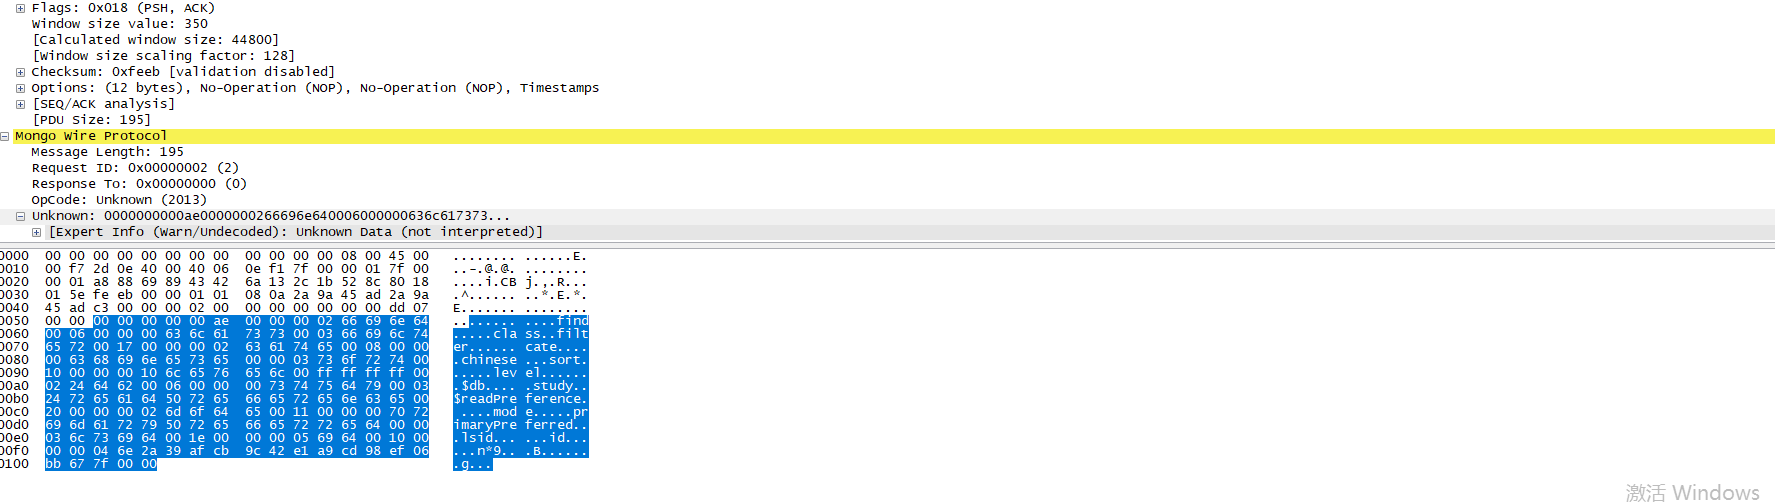 Flags: 0x018 (PSH, ACK)
Window size value: 350
[Calculated window size: 44800]
[Window size scaling factor: 128]
Checksum: 0xfeeb [validation disabled]
Options: (12 bytes), No-Operation (NOP), No-Operation (NOP), Timestamps
[SEQ/ACK analysis]
[PDU Size: 195]
Mongo Wire Protocol
Message Length: 195
Request ID: 0x00000002 (2)
Response To: 0x00000000 (0)
OpCode: Unknown (2013)
Unknown: 0000000000ae0000000266696e640006000000636c617373...
[Expert Info (Warn/Undecoded): Unknown Data (not interpreted)]
0000 00 00 00 00 00 00 00 00 00 00 00 00 08 00 45 00 ........ ......E.
0010 00 f7 2d 0e 40 00 40 06 0e f1 7f 00 00 01 7f 00 ..-.@.@. ........
0020 00 01 a8 88 69 89 43 42 6a 13 2c 1b 52 8c 80 18 ....i.CB j.,.R...
0030 01 5e fe eb 00 00 01 01 08 0a 2a 9a 45 ad 2a 9a .^...... ..*.E.*.
0040 45 ad c3 00 00 00 02 00 00 00 00 00 00 00 dd 07 E....... ........
0050 00 00 00 00 00 00 00 ae 00 00 00 02 66 69 6e 64 ........ ....find
0060 00 06 00 00 00 63 6c 61 73 73 00 03 66 69 6c 74 .....cla ss..filt
0070 65 72 00 17 00 00 00 02 63 61 74 65 00 08 00 00 er...... cate....
0080 00 63 68 69 6e 65 73 65 00 00 03 73 6f 72 74 00 .chinese ...sort.
0090 10 00 00 00 10 6c 65 76 65 6c 00 ff ff ff ff 00 .....lev el......
00a0 02 24 64 62 00 06 00 00 00 73 74 75 64 79 00 03 .$db.... .study..
00b0 24 72 65 61 64 50 72 65 66 65 72 65 6e 63 65 00 $readPre ference.
00c0 20 00 00 00 02 6d 6f 64 65 00 11 00 00 00 70 72 ....mod e.....pr
00d0 69 6d 61 72 79 50 72 65 66 65 72 72 65 64 00 00 imaryPre ferred..
00e0 03 6c 73 69 64 00 1e 00 00 00 05 69 64 00 10 00 .lsid... ...id...
00f0 00 00 04 6e 2a 39 af cb 9c 42 e1 a9 cd 98 ef 06 ...n*9.. .B......
0100 bb 67 7f 00 00 .g...
激活 Windows